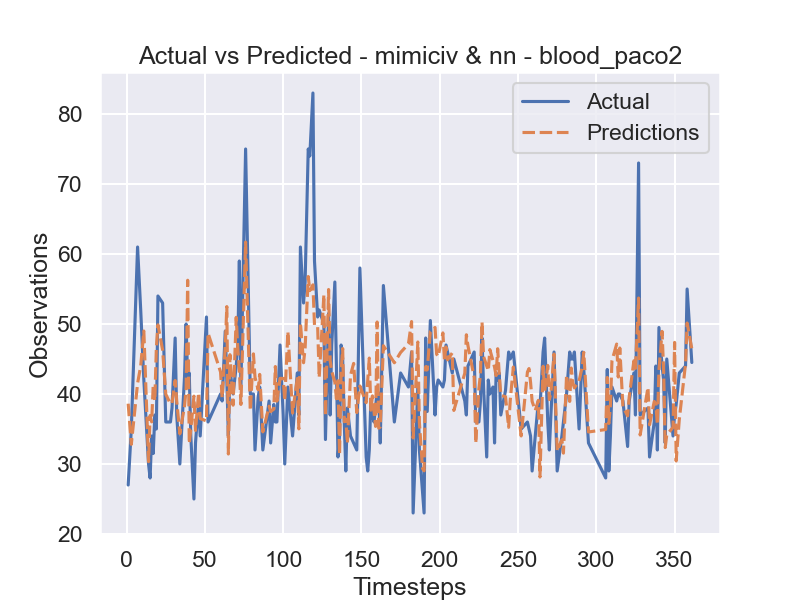 Actual vs Predicted - mimiciv & nn - blood_paco2
Actual
Predictions
80
70
60
50
40
30
20
Observations
0 50 100 150 200 250 300 350
Timesteps